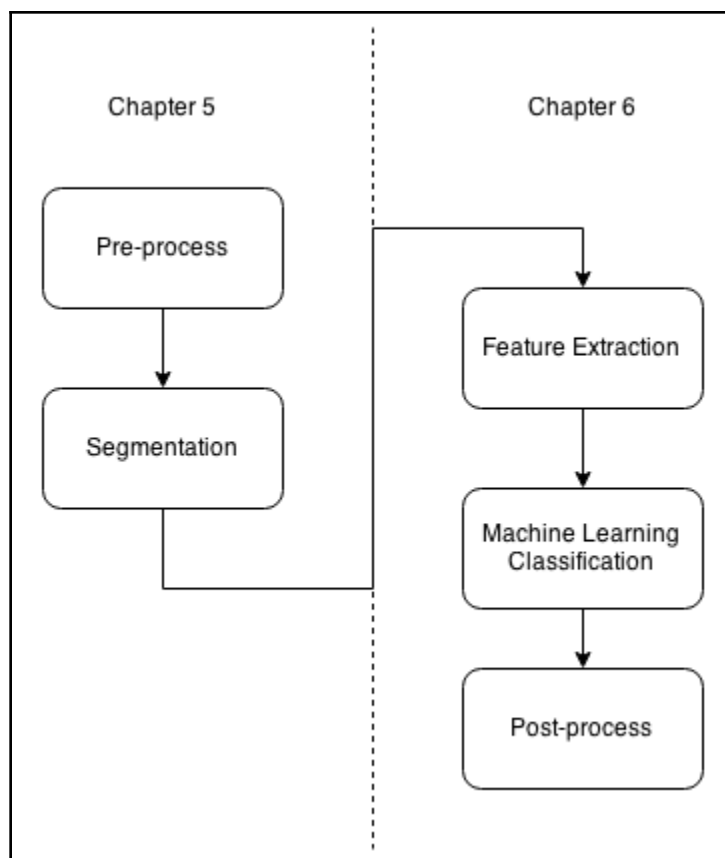 Chapter 5
Pre-process
Segmentation
Chapter 6
Feature Extraction
Machine Learning
Classification
Post-process